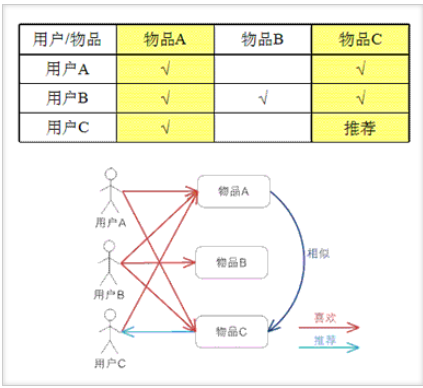 用户/物品 物品A 物品B 物品C
用户A √ √
用户B √ √ √
用户C √ 推荐
用户A
物品A
相似
用户B
物品B
用户C
物品C
喜欢
推荐